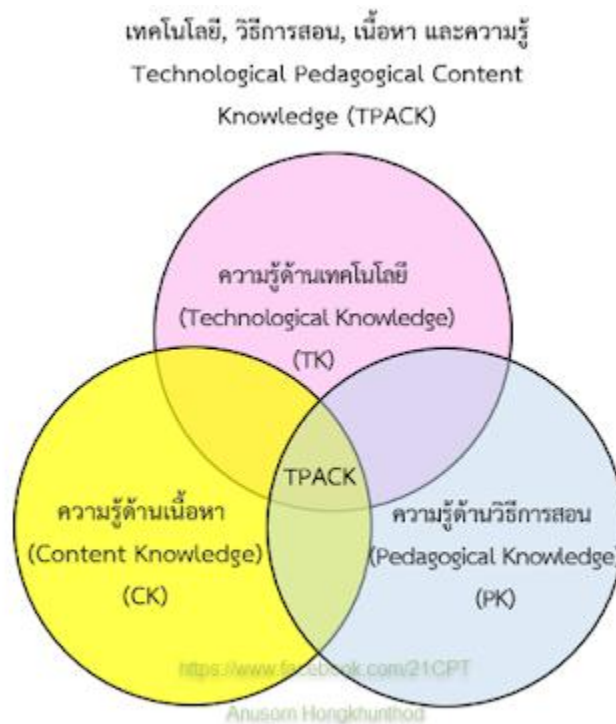 เทคโนโลยี, วิธีการสอน, เนื้อหา และความรู้
Technological Pedagogical Content
Knowledge (TPACK)
ความรู้ด้านเทคโนโลยี
(Technological Knowledge)
(TK)
TPACK
ความรู้ด้านเนื้อหา
(Content Knowledge)
(CK)
ความรู้ด้านวิธีการสอน
(Pedagogical Knowledge)
(PK)
https://www.facebook.com/21CPT
Anusorn Hongkhunthod